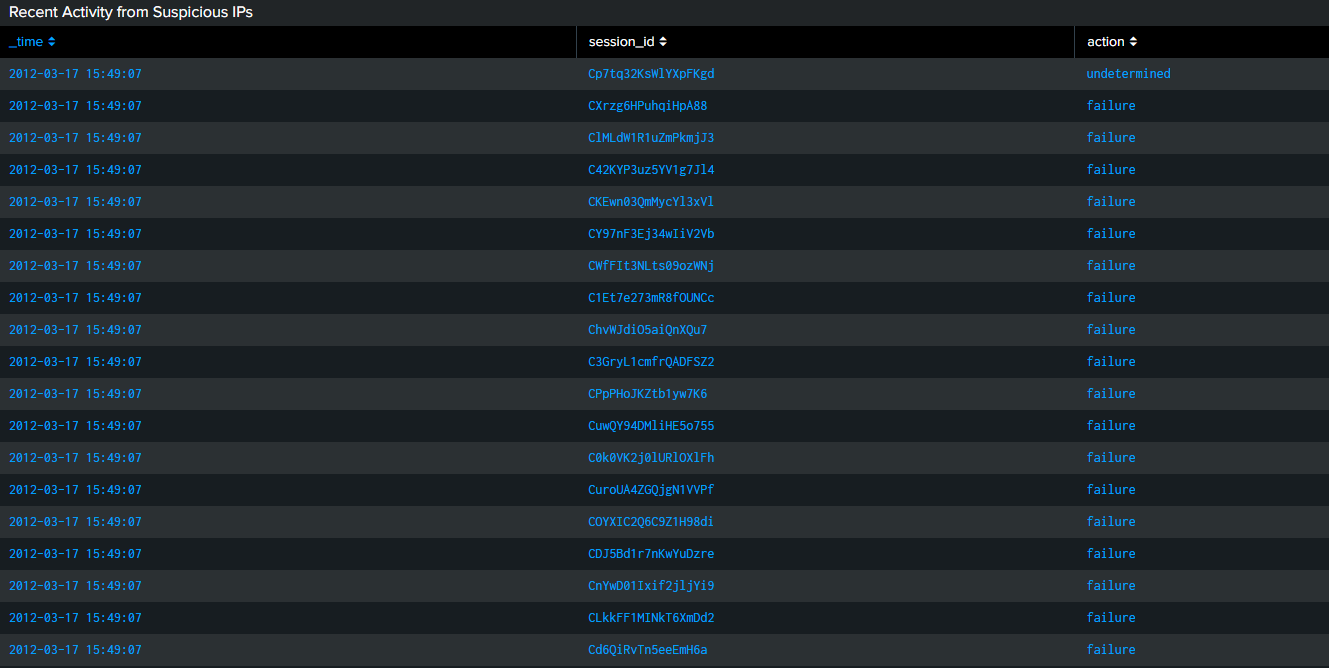 Recent Activity from Suspicious IPs
_time session_id action
2012-03-17 15:49:07 Cp7tq32KsWlYXpFKgd undetermined
2012-03-17 15:49:07 CXrzg6HPuhqiHpA88 failure
2012-03-17 15:49:07 ClMLdW1R1uZmPkmjJ3 failure
2012-03-17 15:49:07 C42KYP3uz5YV1g7Jl4 failure
2012-03-17 15:49:07 CKEwn03QmMycYl3xVl failure
2012-03-17 15:49:07 CY97nF3Ej34wIiV2Vb failure
2012-03-17 15:49:07 CWfFIt3NLts09ozWNj failure
2012-03-17 15:49:07 C1Et7e273mR8fOUNCc failure
2012-03-17 15:49:07 ChvWJdiO5aiQnXQu7 failure
2012-03-17 15:49:07 C3GryL1cmfrQADFSZ2 failure
2012-03-17 15:49:07 CPpPHoJKZtb1yw7K6 failure
2012-03-17 15:49:07 CuwQY94DMliHE5o755 failure
2012-03-17 15:49:07 C0k0VK2j0lURlOXlFh failure
2012-03-17 15:49:07 CuroUA4ZGQjgN1VVPf failure
2012-03-17 15:49:07 COYXIC2Q6C9Z1H98di failure
2012-03-17 15:49:07 CDJ5Bd1r7nKwYuDzre failure
2012-03-17 15:49:07 CnYwD01Ixif2jljYi9 failure
2012-03-17 15:49:07 CLkkFF1MINkT6XmDd2 failure
2012-03-17 15:49:07 Cd6QiRvTn5eeEmH6a failure